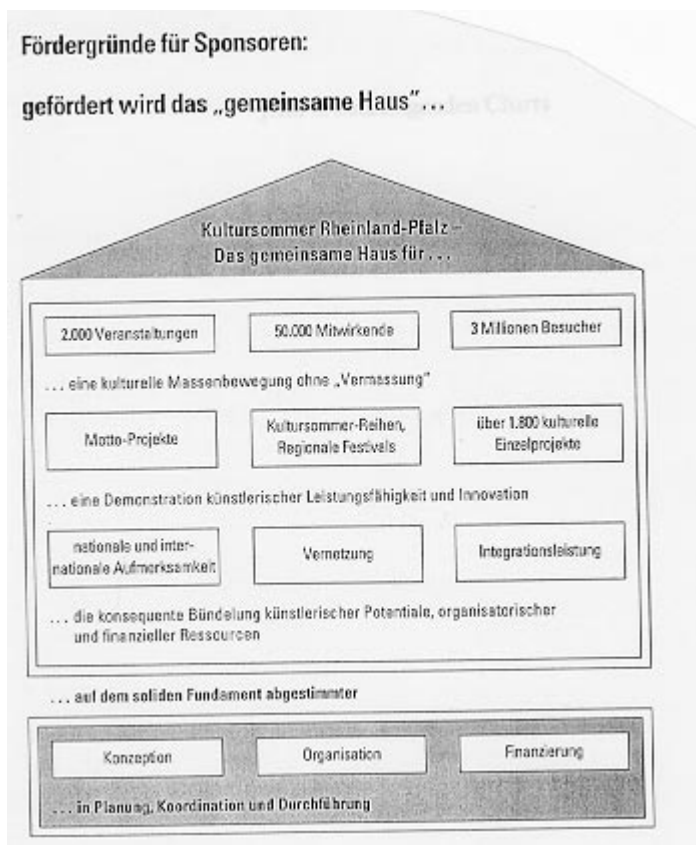 Fördergründe für Sponsoren:
gefördert wird das „gemeinsame Haus“...
Kultursommer Rheinland-Pfalz –
Das gemeinsame Haus für ...
2.000 Veranstaltungen
50.000 Mitwirkende
3 Millionen Besucher
... eine kulturelle Massenbewegung ohne „Vermassung“
Motto-Projekte
Kultursommer-Reihen,
Regionale Festivals
über 1.800 kulturelle
Einzelprojekte
... eine Demonstration künstlerischer Leistungsfähigkeit und Innovation
nationale und inter-
nationale Aufmerksamkeit
Vernetzung
Integrationsleistung
... die konsequente Bündelung künstlerischer Potentiale, organisatorischer
und finanzieller Ressourcen
... auf dem soliden Fundament abgestimmter
Konzeption
Organisation
Finanzierung
... in Planung, Koordination und Durchführung